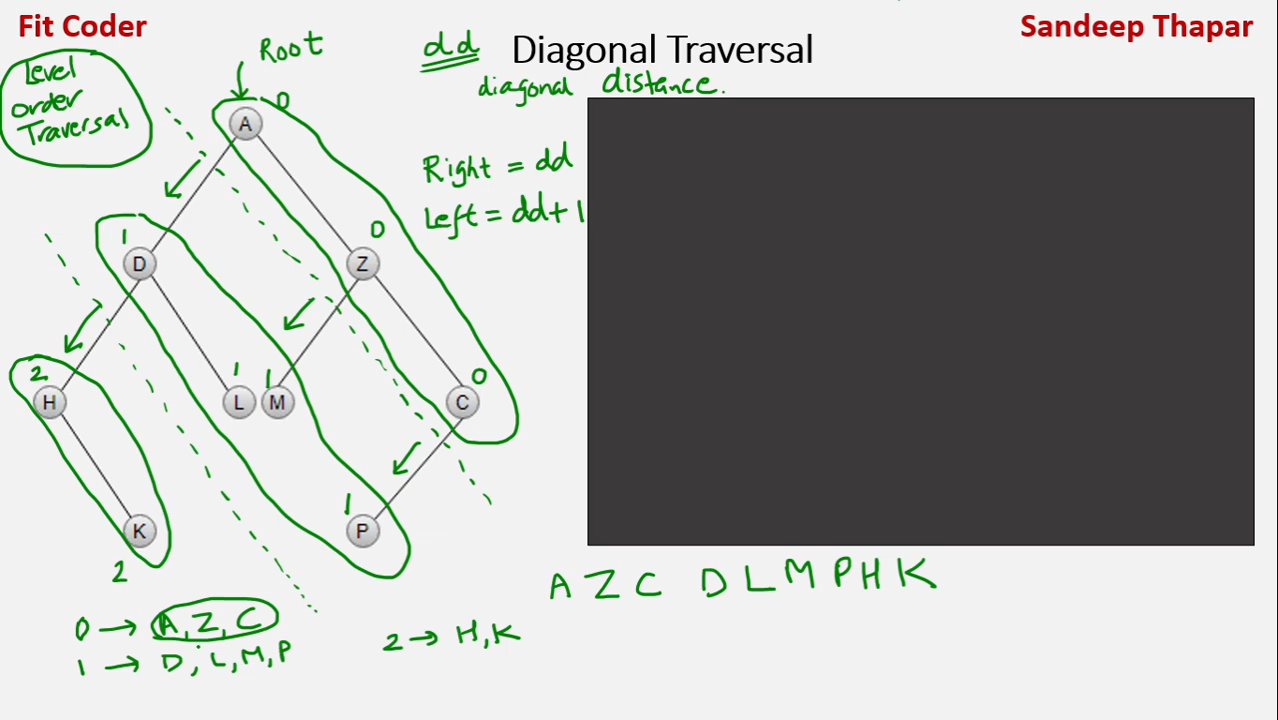 Fit Coder
Sandeep Thapar
Level
order
Traversal
Root
dd
Diagonal Traversal
diagonal distance.
Right = dd
Left = dd+1
A
0
D
1
Z
0
H
2
L
1
M
1
C
0
K
2
P
1
A Z C D L M P H K
0 → A, Z, C
1 → D, L, M, P
2 → H, K